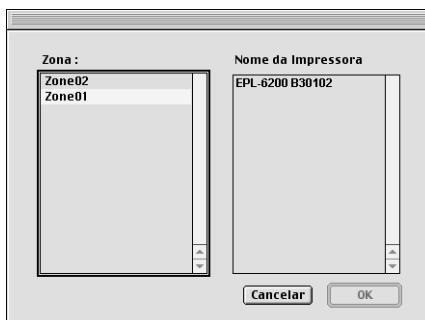 Zona :
Nome da Impressora
Zone02
Zone01
EPL-6200 B30102
Cancelar
OK